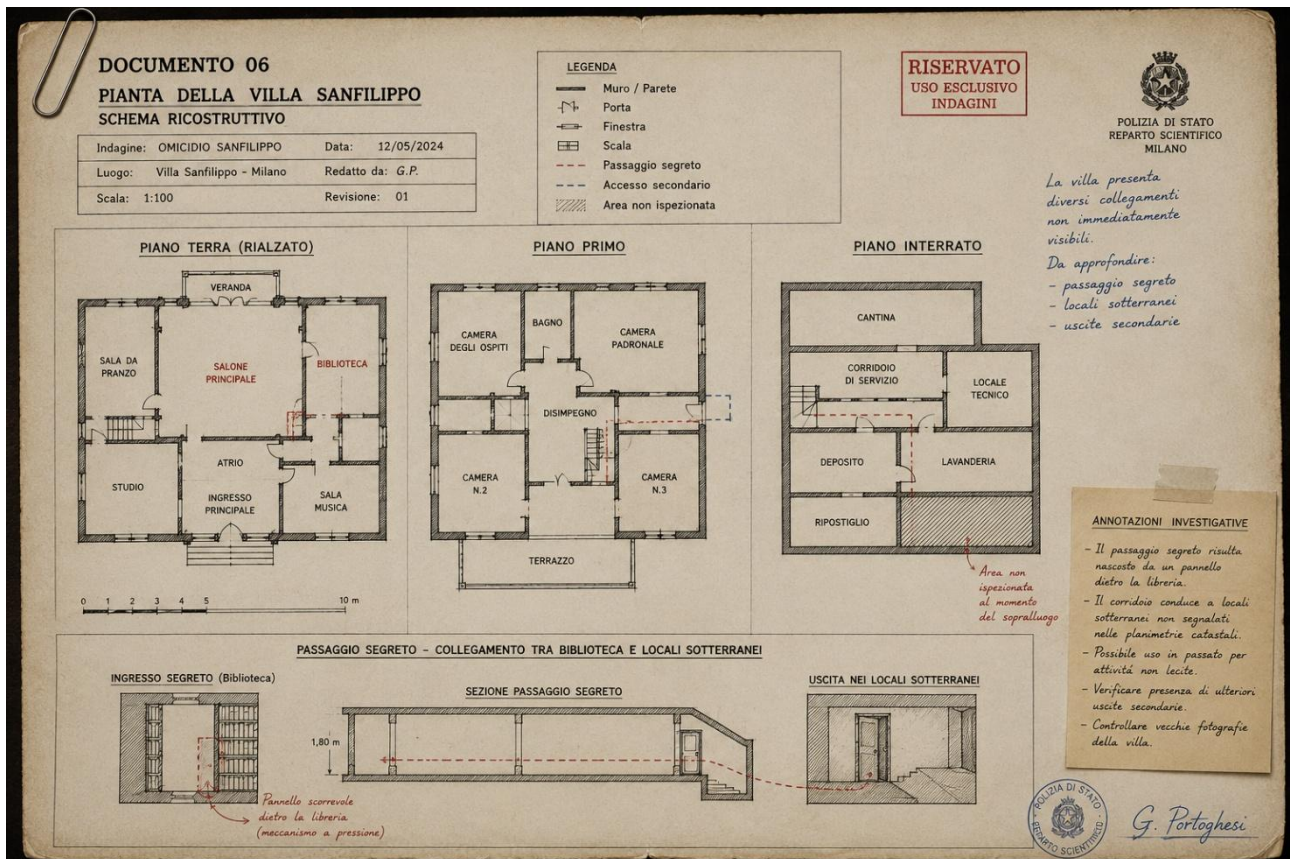 DOCUMENTO 06
PIANTA DELLA VILLA SANFILIPPO
SCHEMA RICOSTRUTTIVO
Indagine: OMICIDIO SANFILIPPO Data: 12/05/2024
Luogo: Villa Sanfilippo - Milano Redatto da: G.P.
Scala: 1:100 Revisione: 01
LEGENDA
Muro / Parete
Porta
Finestra
Scala
Passaggio segreto
Accesso secondario
Area non ispezionata
RISERVATO
USO ESCLUSIVO
INDAGINI
POLIZIA DI STATO
REPARTO SCIENTIFICO
MILANO
La villa presenta
diversi collegamenti
non immediatamente
visibili.
Da approfondire:
- passaggio segreto
- locali sotterranei
- uscite secondarie
PIANO TERRA (RIALZATO)
VERANDA
SALA DA
PRANZO
SALONE
PRINCIPALE
BIBLIOTECA
ATRIO
STUDIO
INGRESSO
PRINCIPALE
SALA
MUSICA
0 1 2 3 4 5 10 m
PIANO PRIMO
CAMERA
DEGLI OSPITI
BAGNO
CAMERA
PADRONALE
DISIMPEGNO
CAMERA
N.2
CAMERA
N.3
TERRAZZO
PIANO INTERRATO
CANTINA
CORRIDOIO
DI SERVIZIO
LOCALE
TECNICO
DEPOSITO
LAVANDERIA
RIPOSTIGLIO
Area non
ispezionata
al momento
del sopralluogo
ANNOTAZIONI INVESTIGATIVE
- Il passaggio segreto risulta
nascosto da un pannello
dietro la libreria.
- Il corridoio conduce a locali
sotterranei non segnalati
nelle planimetrie catastali.
- Possibile uso in passato per
attivitá non lecite.
- Verificare presenza di ulteriori
uscite secondarie.
- Controllare vecchie fotografie
della villa.
PASSAGGIO SEGRETO - COLLEGAMENTO TRA BIBLIOTECA E LOCALI SOTTERRANEI
INGRESSO SEGRETO (Biblioteca)
Pannello scorrevole
dietro la libreria
(meccanismo a pressione)
SEZIONE PASSAGGIO SEGRETO
1,80 m
USCITA NEI LOCALI SOTTERRANEI
POLIZIA DI STATO
REPARTO SCIENTIFICO
G. Portoghesi